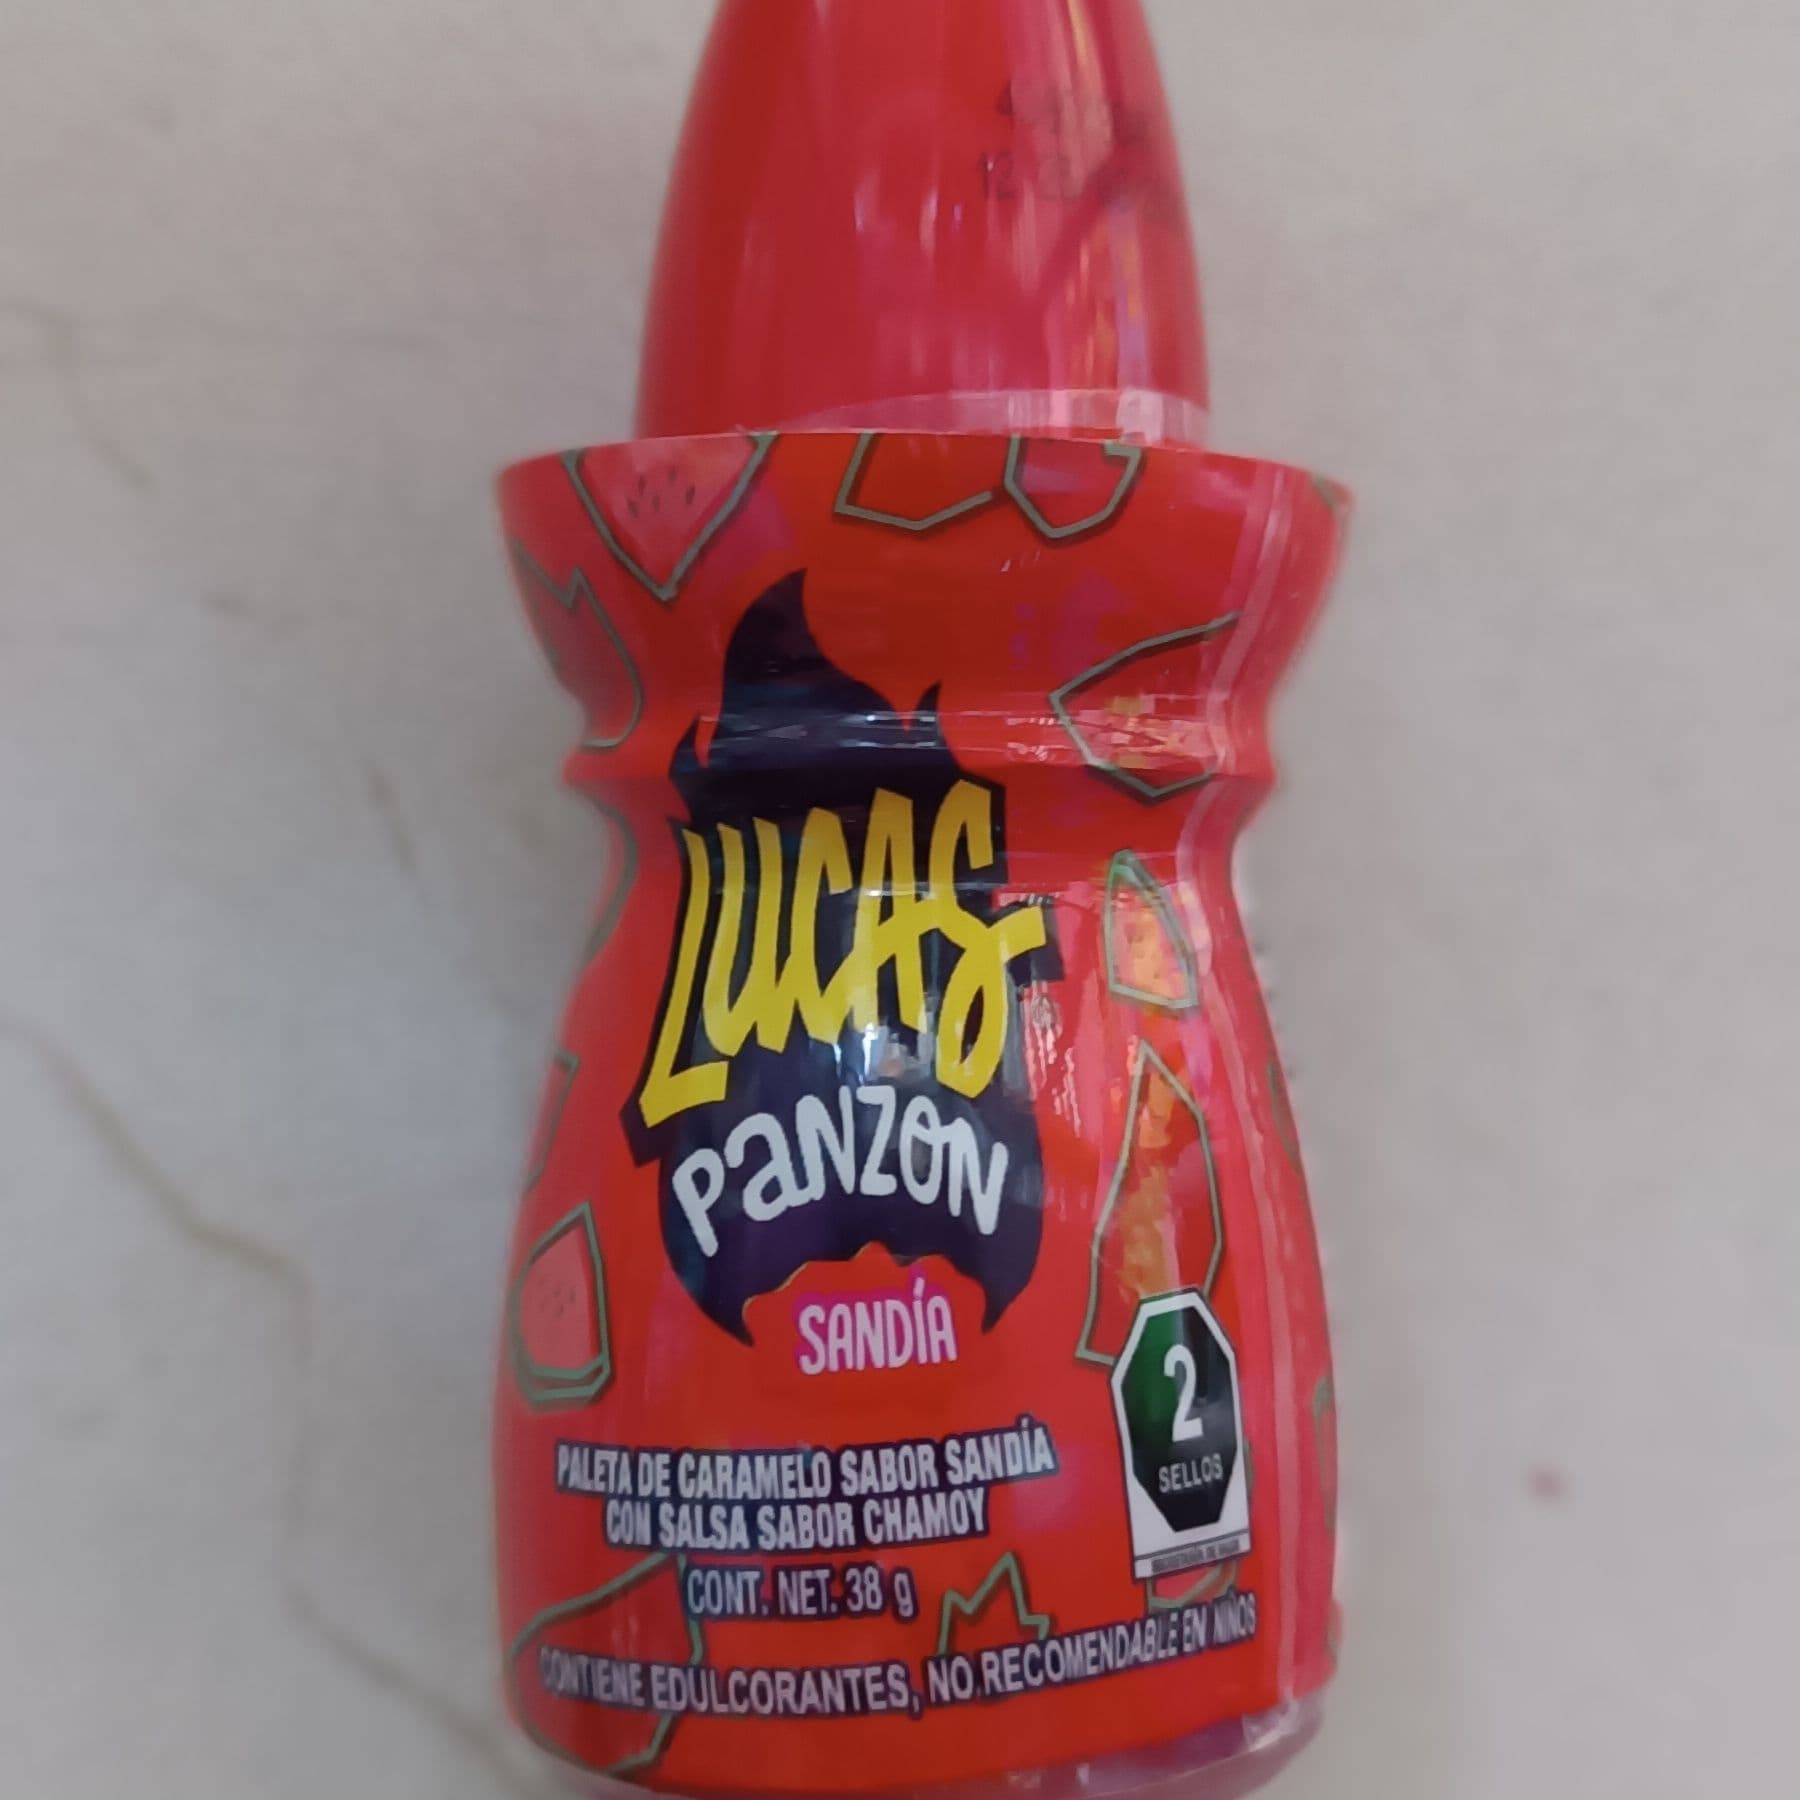 LUCAS
PANZON
SANDÍA
2
SELLOS
PALETA DE CARAMELO SABOR SANDÍA
CON SALSA SABOR CHAMOY
CONT. NET. 38 g
CONTIENE EDULCORANTES, NO RECOMENDABLE EN NIÑOS